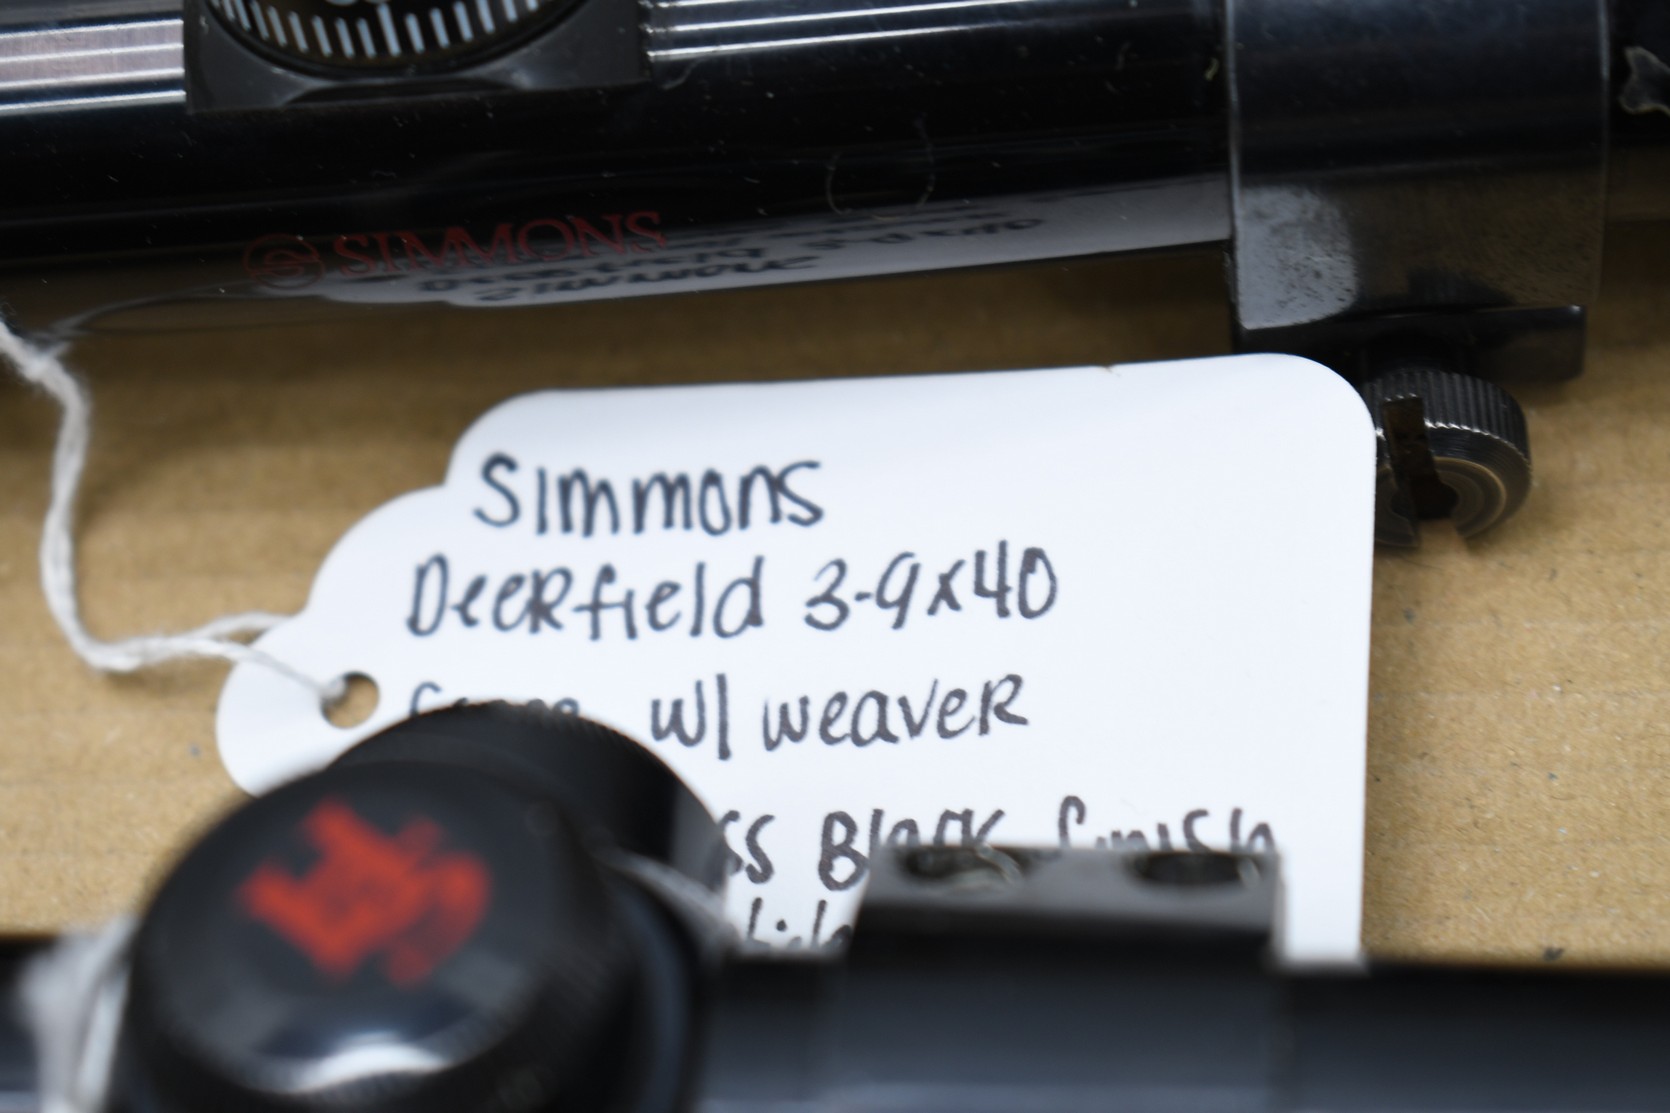 SIMMONS
Simmons
Deerfield 3-9x40
w/ weaver
Black finish